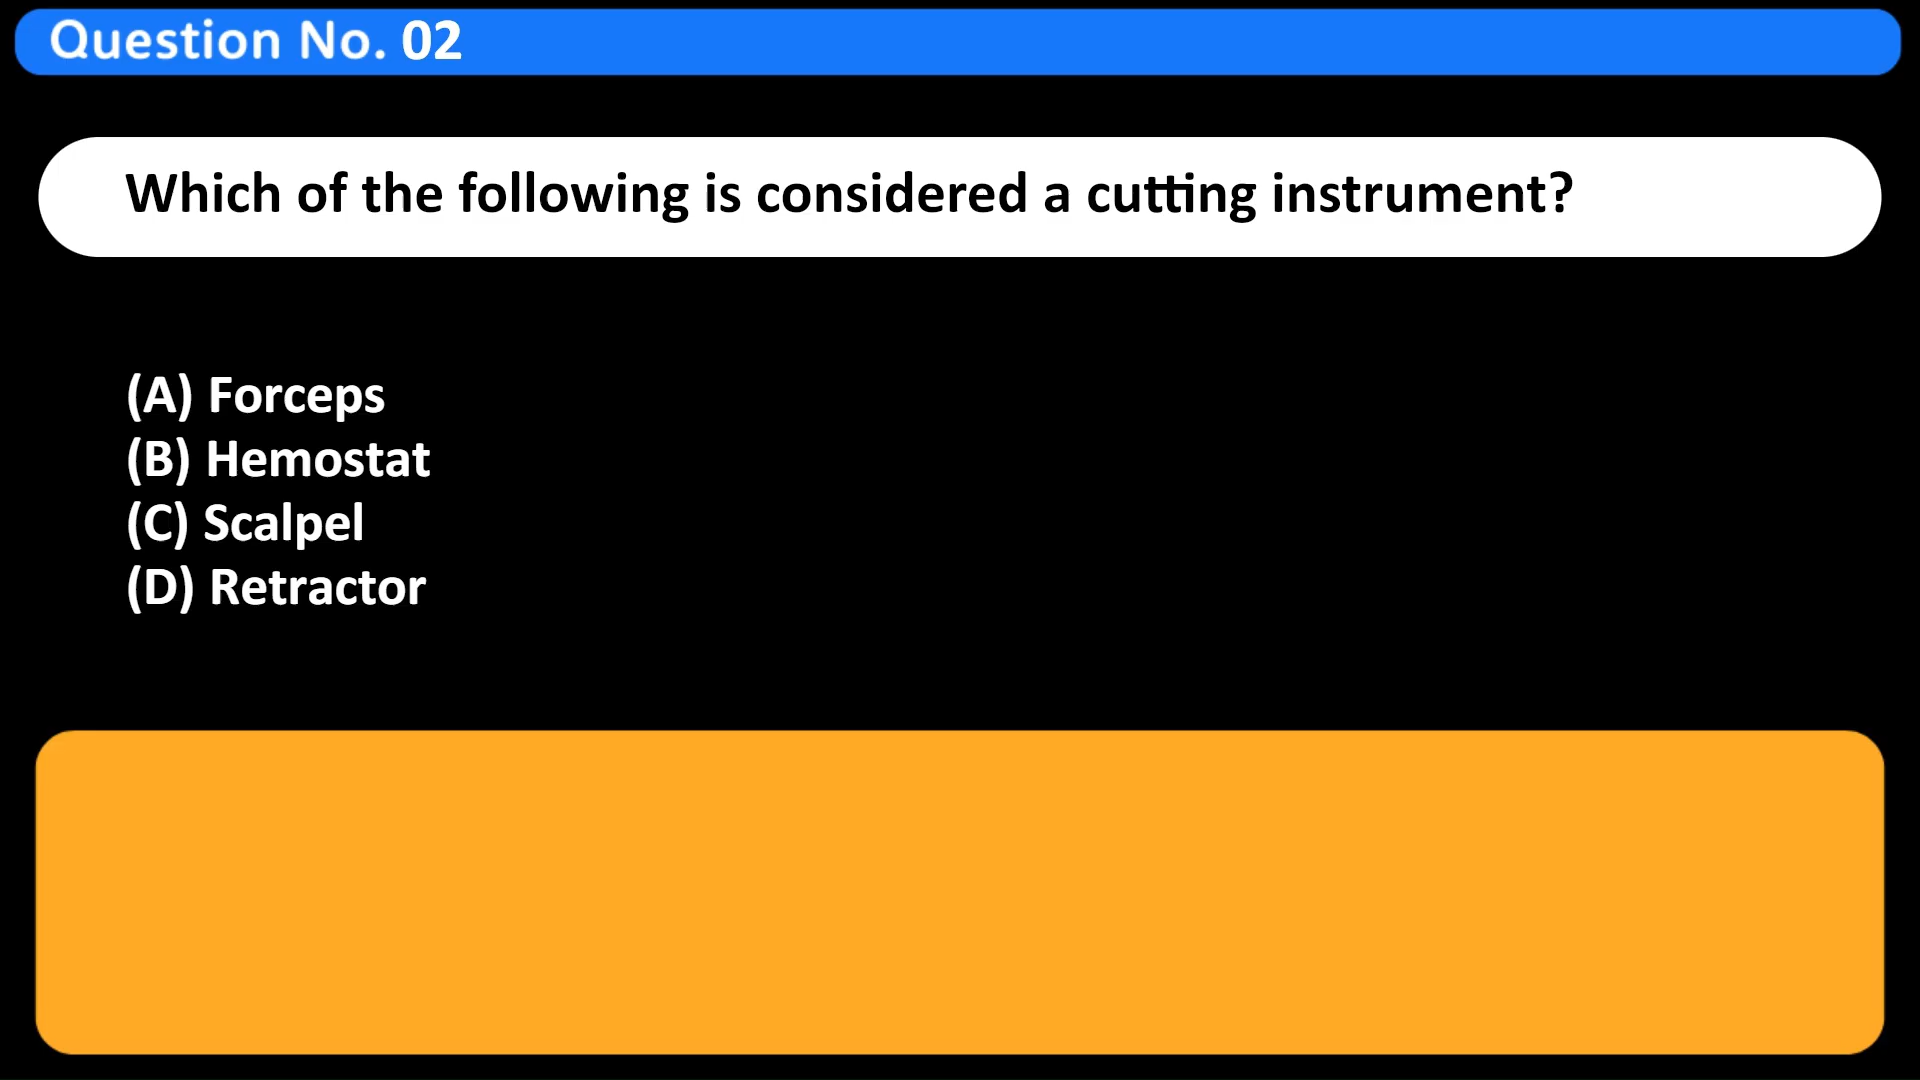 Question No. 02
Which of the following is considered a cutting instrument?
(A) Forceps
(B) Hemostat
(C) Scalpel
(D) Retractor